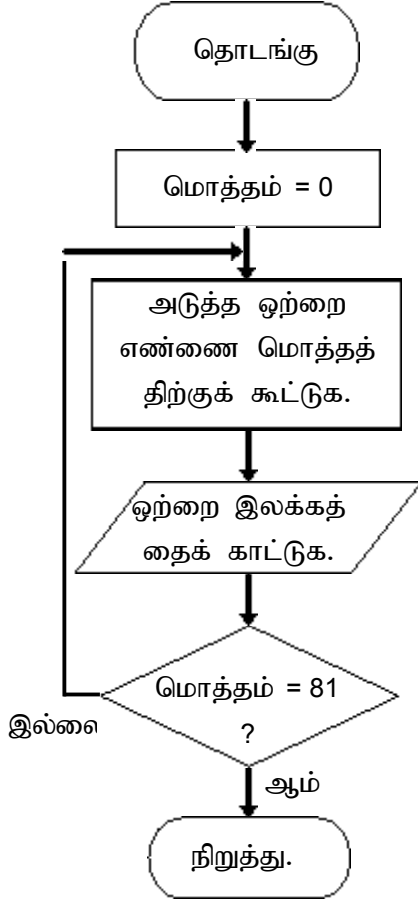 தொடங்கு
மொத்தம் = 0
அடுத்த ஒற்றை
எண்ணை மொத்தத்
திற்குக் கூட்டுக.
ஒற்றை இலக்கத்
தைக் காட்டுக.
மொத்தம் = 81
?
இல்லை
ஆம்
நிறுத்து.